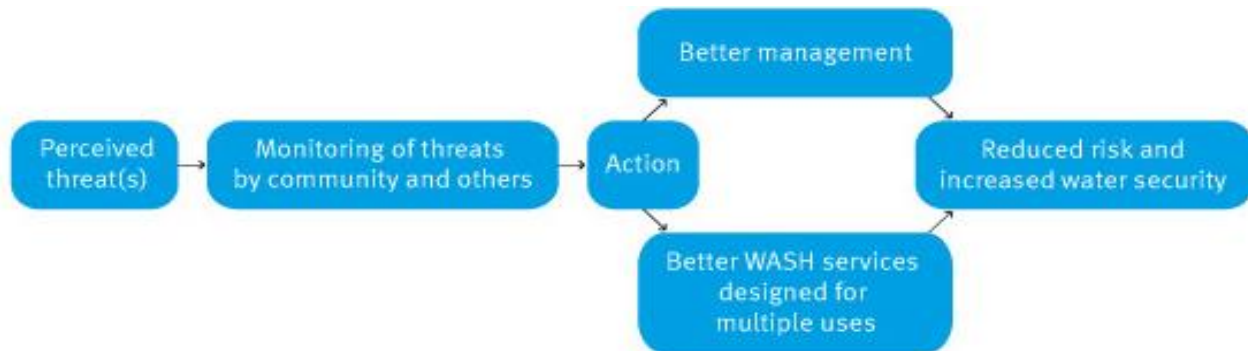 Better management
Perceived
threat(s)
Monitoring of threats
by community and others
Action
Reduced risk and
increased water security
Better WASH services
designed for
multiple uses